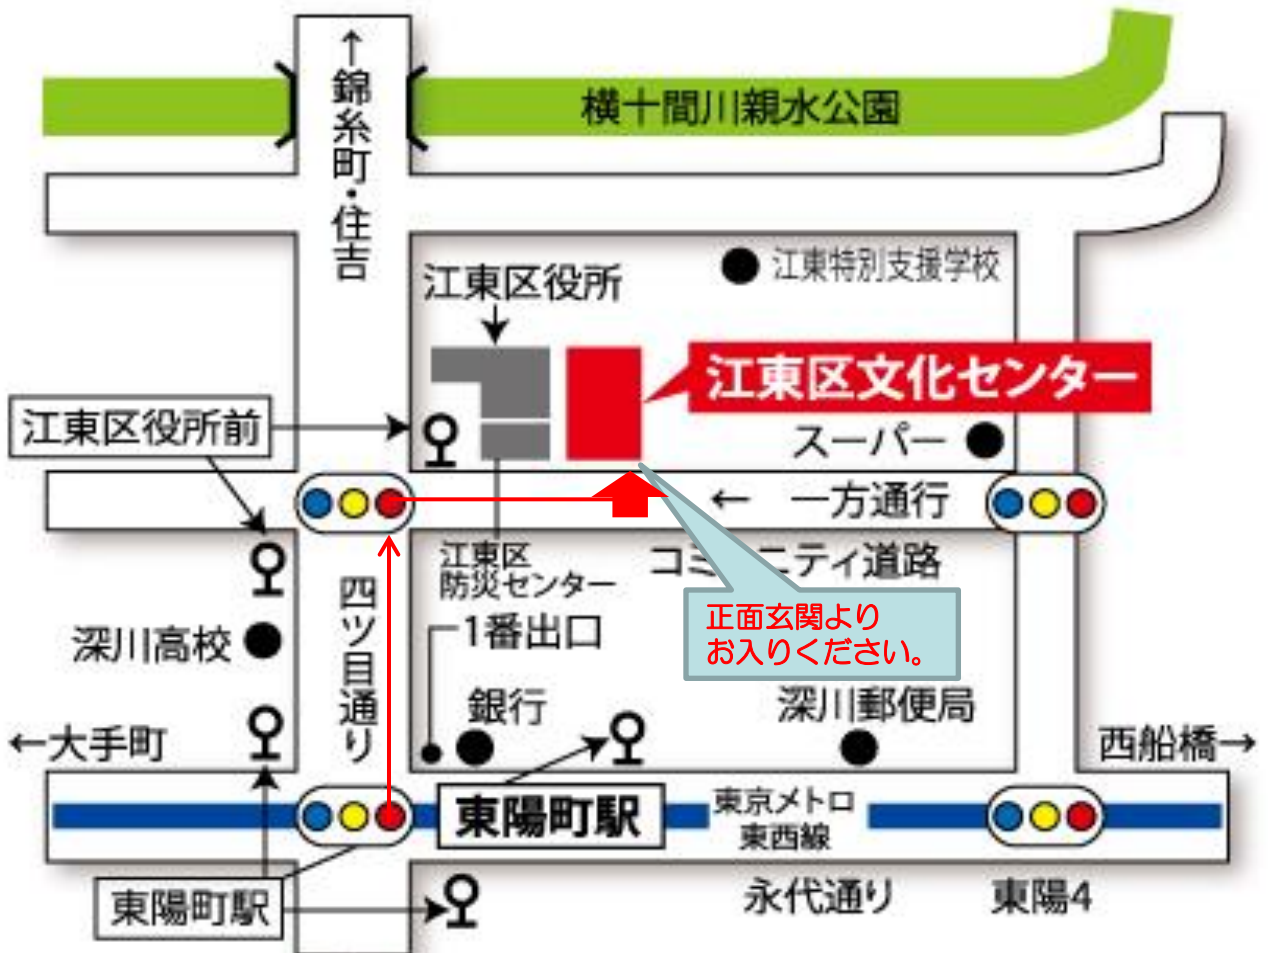 ↑錦糸町・住吉
横十間川親水公園
江東特別支援学校
江東区役所
江東区文化センター
江東区役所前
スーパー
← 一方通行
江東区
防災センター
コミュニティ道路
正面玄関より
お入りください。
四ツ目通り
1番出口
深川高校
銀行
深川郵便局
←大手町
西船橋→
東陽町駅
東京メトロ
東西線
東陽町駅
永代通り
東陽4